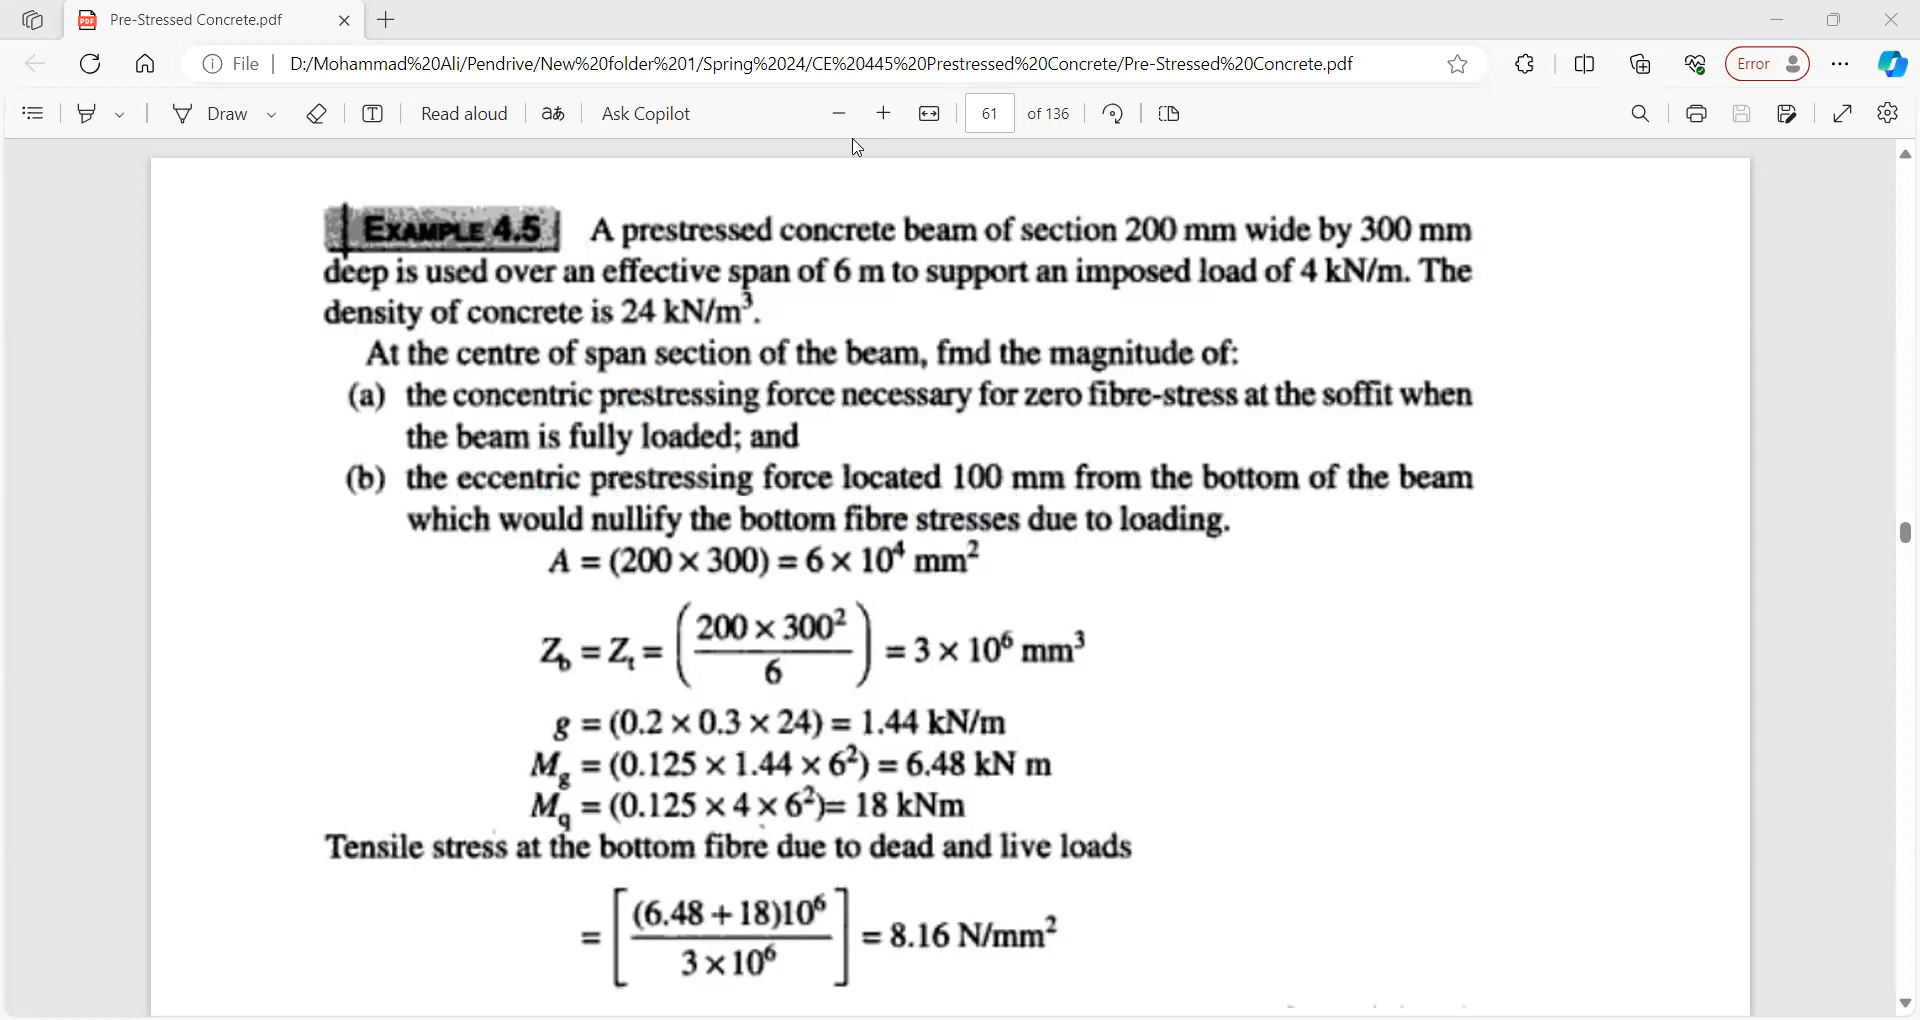 Pre-Stressed Concrete.pdf
File | D:/Mohammad%20Ali/Pendrive/New%20folder%201/Spring%2024/CE%20445%20Prestressed%20Concrete/Pre-Stressed%20Concrete.pdf Error
Draw Read aloud aあ Ask Copilot 61 of 136
EXAMPLE 4.5 A prestressed concrete beam of section 200 mm wide by 300 mm
deep is used over an effective span of 6 m to support an imposed load of 4 kN/m. The
density of concrete is 24 kN/m³.
At the centre of span section of the beam, fmd the magnitude of:
(a) the concentric prestressing force necessary for zero fibre-stress at the soffit when
the beam is fully loaded; and
(b) the eccentric prestressing force located 100 mm from the bottom of the beam
which would nullify the bottom fibre stresses due to loading.
A = (200 × 300) = 6 × 10⁴ mm²
Z_b = Z_t = (200 × 300² / 6) = 3 × 10⁶ mm³
g = (0.2 × 0.3 × 24) = 1.44 kN/m
M_g = (0.125 × 1.44 × 6²) = 6.48 kN m
M_q = (0.125 × 4 × 6²)= 18 kNm
Tensile stress at the bottom fibre due to dead and live loads
= [(6.48 + 18)10⁶ / 3 × 10⁶] = 8.16 N/mm²